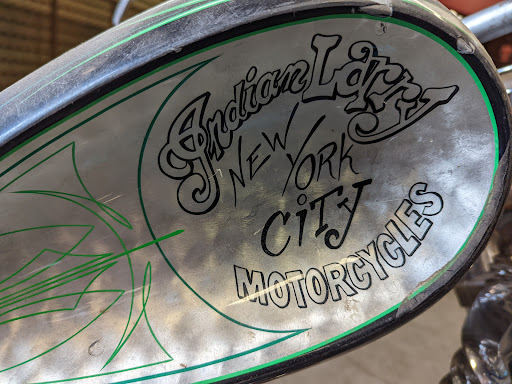 Indian Larry
NEW YORK
CiTY
MOTORCYCLES